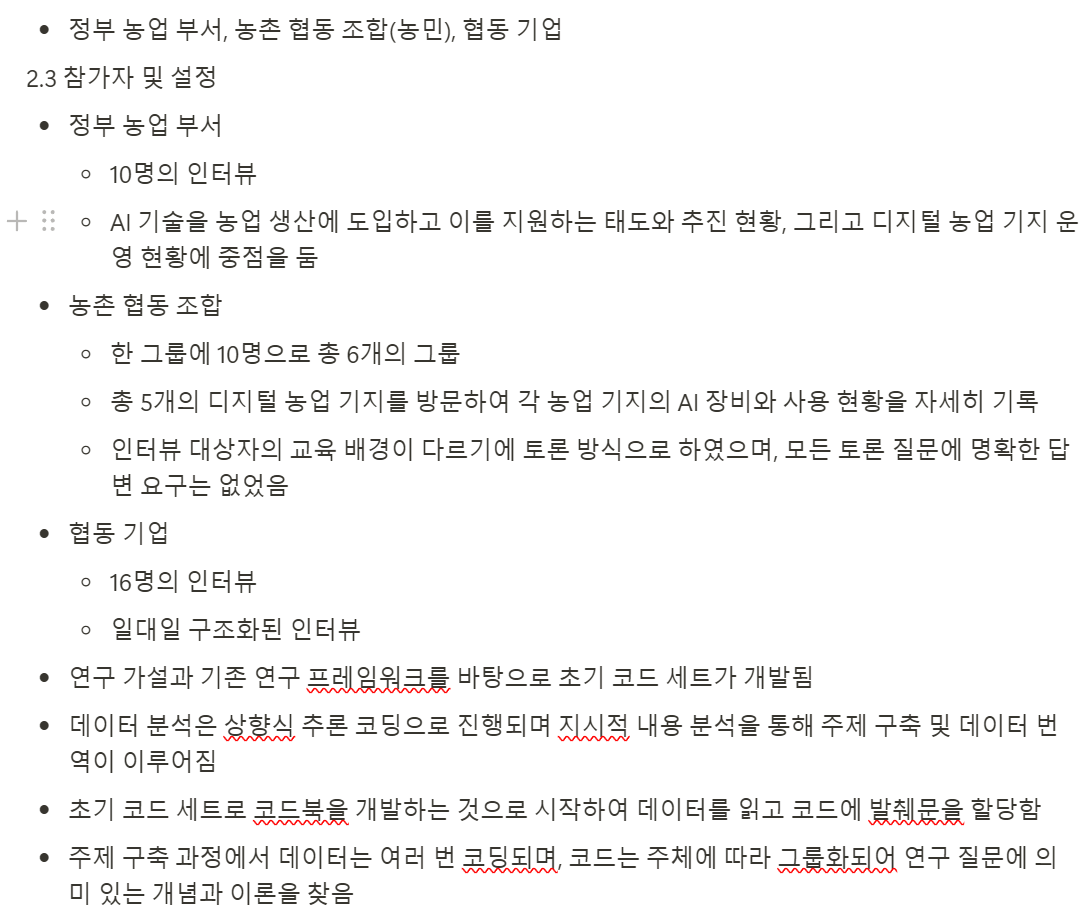 정부 농업 부서, 농촌 협동 조합(농민), 협동 기업
2.3 참가자 및 설정
정부 농업 부서
10명의 인터뷰
AI 기술을 농업 생산에 도입하고 이를 지원하는 태도와 추진 현황, 그리고 디지털 농업 기지 운
영 현황에 중점을 둠
농촌 협동 조합
한 그룹에 10명으로 총 6개의 그룹
총 5개의 디지털 농업 기지를 방문하여 각 농업 기지의 AI 장비와 사용 현황을 자세히 기록
인터뷰 대상자의 교육 배경이 다르기에 토론 방식으로 하였으며, 모든 토론 질문에 명확한 답
변 요구는 없었음
협동 기업
16명의 인터뷰
일대일 구조화된 인터뷰
연구 가설과 기존 연구 프레임워크를 바탕으로 초기 코드 세트가 개발됨
데이터 분석은 상향식 추론 코딩으로 진행되며 지시적 내용 분석을 통해 주제 구축 및 데이터 번
역이 이루어짐
초기 코드 세트로 코드북을 개발하는 것으로 시작하여 데이터를 읽고 코드에 발췌문을 할당함
주제 구축 과정에서 데이터는 여러 번 코딩되며, 코드는 주체에 따라 그룹화되어 연구 질문에 의
미 있는 개념과 이론을 찾음